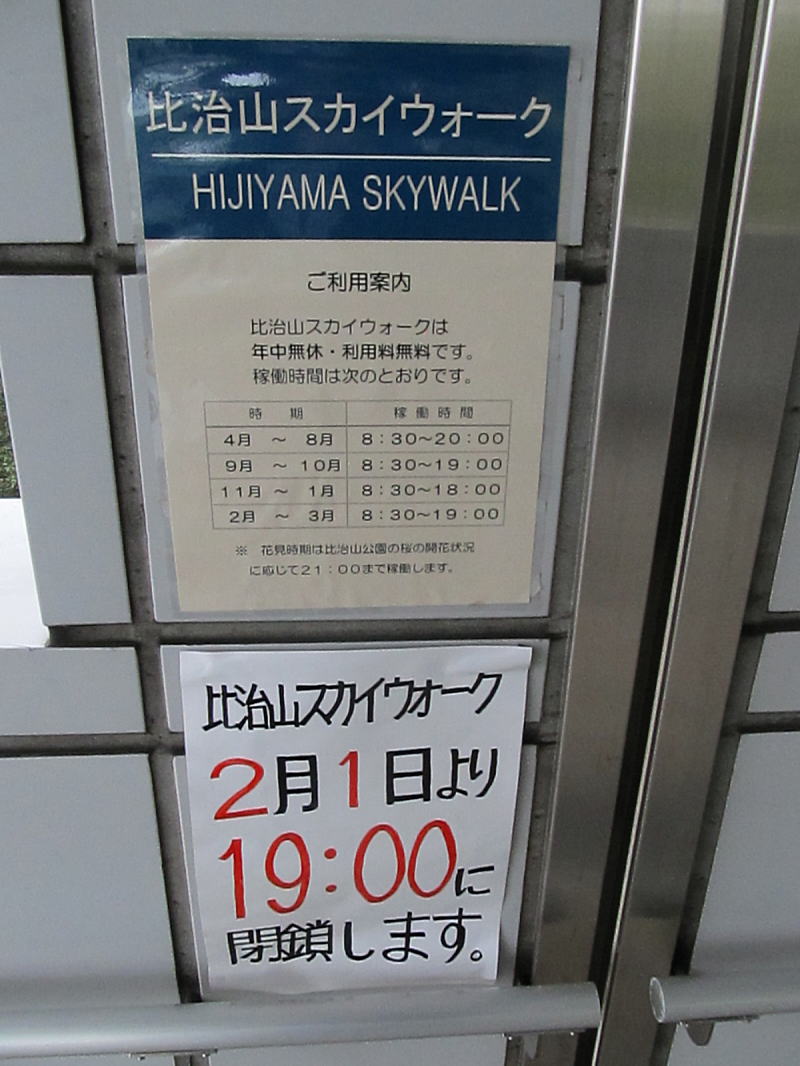 比治山スカイウォーク
HIJIYAMA SKYWALK
ご利用案内
比治山スカイウォークは
年中無休・利用料無料です。
稼働時間は次のとおりです。
時 期 稼 働 時 間
4月 ～ 8月 8:30～20:00
9月 ～ 10月 8:30～19:00
11月 ～ 1月 8:30～18:00
2月 ～ 3月 8:30～19:00
※ 花見時期は比治山公園の桜の開花状況
に応じて21:00まで稼働します。
比治山スカイウォーク
2月1日より
19:00に
閉鎖します。